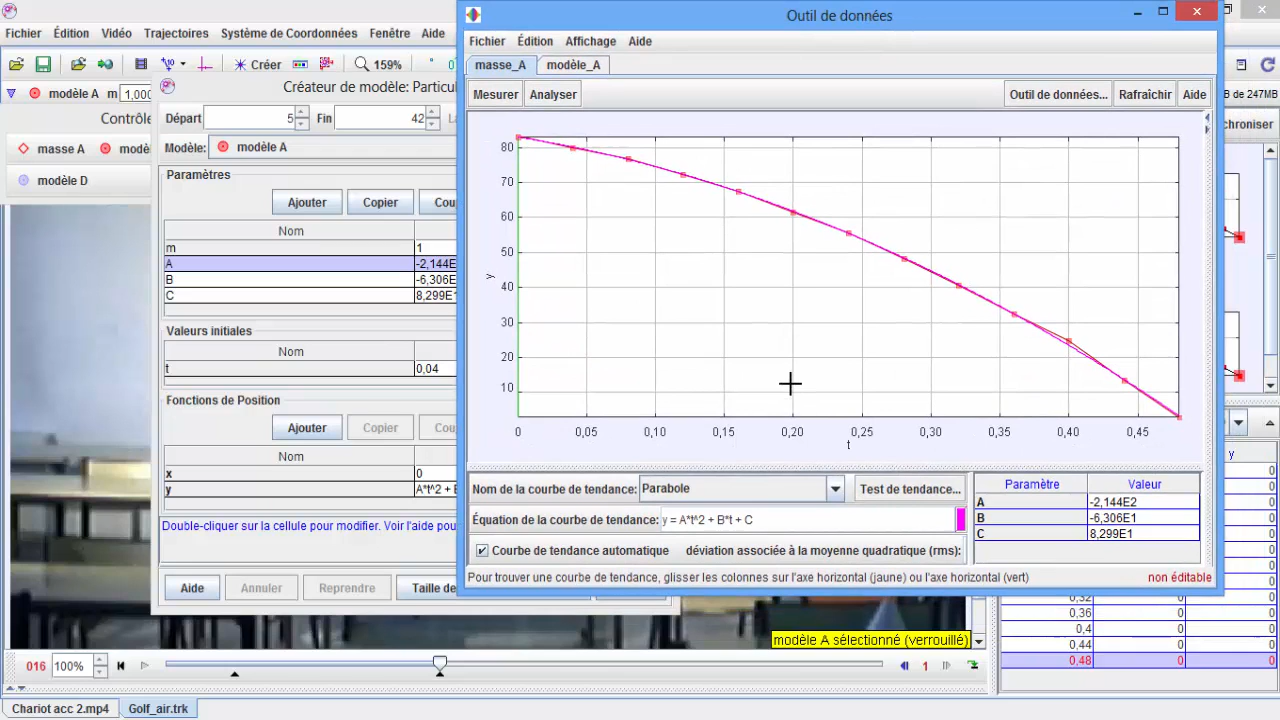 Outil de données
Fichier Édition Vidéo Trajectoires Système de Coordonnées Fenêtre Aide
Fichier Édition Affichage Aide
Créer 159%
masse_A modèle_A
modèle A m 1,000
Créateur de modèle:
B de 247MB
Mesurer Analyser Outil de données... Rafraîchir Aide
Contrôle
Départ 5 Fin 42
chroniser
masse A
modèle D
Modèle: modèle A
Paramètres
Ajouter Copier
Nom
m 1
A -2,144E
B -6,306E
C 8,299E1
Valeurs initiales
Nom
t 0,04
Fonctions de Position
Ajouter Copier
Nom
x 0
y A*t^2 +
Double-cliquer sur la cellule pour modifier. Voir l'aide pou
Aide Annuler Reprendre Taille de
80
70
60
50
40
30
20
10
y
0 0,05 0,10 0,15 0,20 0,25 0,30 0,35 0,40 0,45
t
Nom de la courbe de tendance: Parabole Test de tendance...
Équation de la courbe de tendance: y = A*t^2 + B*t + C
Courbe de tendance automatique déviation associée à la moyenne quadratique (rms):
Paramètre Valeur
A -2,144E2
B -6,306E1
C 8,299E1
Pour trouver une courbe de tendance, glisser les colonnes sur l'axe horizontal (jaune) ou l'axe horizontal (vert) non éditable
y
0
0
0
0
0
0
0
0,32 0 0
0,36 0 0
0,4 0 0
0,44 0 0
0,48 0 0
modèle A sélectionné (verrouillé)
016 100% 1
Chariot acc 2.mp4 Golf_air.trk